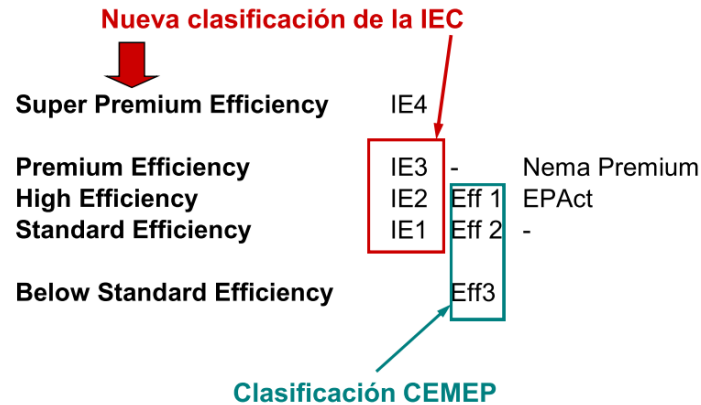 Nueva clasificación de la IEC
Super Premium Efficiency IE4
Premium Efficiency IE3 - Nema Premium
High Efficiency IE2 Eff 1 EPAct
Standard Efficiency IE1 Eff 2 -
Below Standard Efficiency Eff3
Clasificación CEMEP